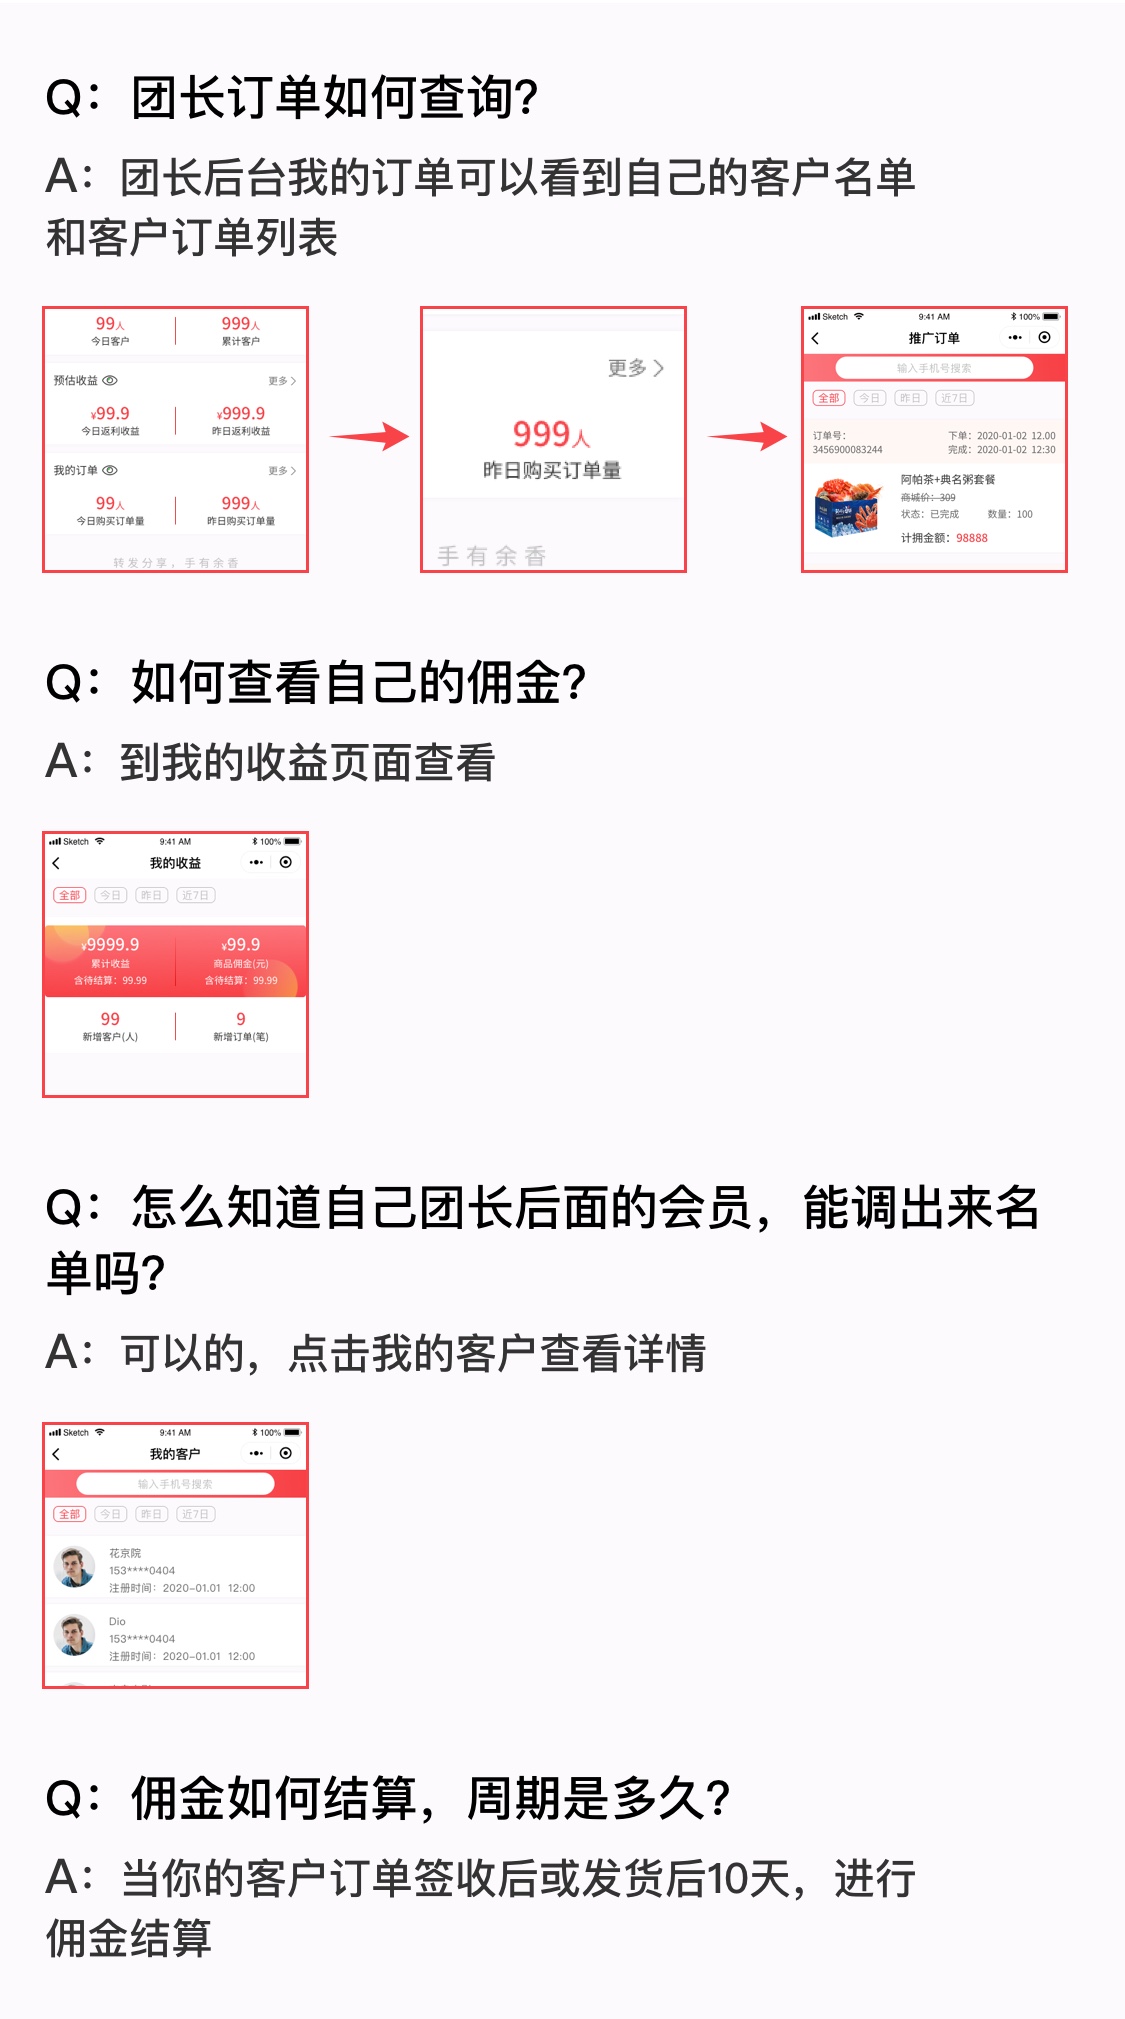 Q：团长订单如何查询?
A：团长后台我的订单可以看到自己的客户名单
和客户订单列表
99人
999人
今日客户
累计客户
预估收益
更多
¥99.9
¥999.9
今日返利收益
昨日返利收益
我的订单
更多
99人
999人
今日购买订单量
昨日购买订单量
转发分享，手有余香
更多
999人
昨日购买订单量
手有余香
Sketch 9:41 AM 100%
推广订单
输入手机号搜索
全部 今日 昨日 近7日
订单号：
3456900083244
下单：2020-01-02 12.00
完成：2020-01-02 12:30
阿帕茶+典名粥套餐
商城价：309
状态：已完成 数量：100
计拥金额：98888
Q：如何查看自己的佣金?
A：到我的收益页面查看
Sketch 9:41 AM 100%
我的收益
全部 今日 昨日 近7日
¥9999.9
¥99.9
累计收益
商品佣金(元)
含待结算：99.99
含待结算：99.99
99
9
新增客户(人)
新增订单(笔)
Q：怎么知道自己团长后面的会员，能调出来名
单吗?
A：可以的，点击我的客户查看详情
Sketch 9:41 AM 100%
我的客户
输入手机号搜索
全部 今日 昨日 近7日
花京院
153****0404
注册时间：2020-01.01 12:00
Dio
153****0404
注册时间：2020-01.01 12:00
Q：佣金如何结算，周期是多久?
A：当你的客户订单签收后或发货后10天，进行
佣金结算